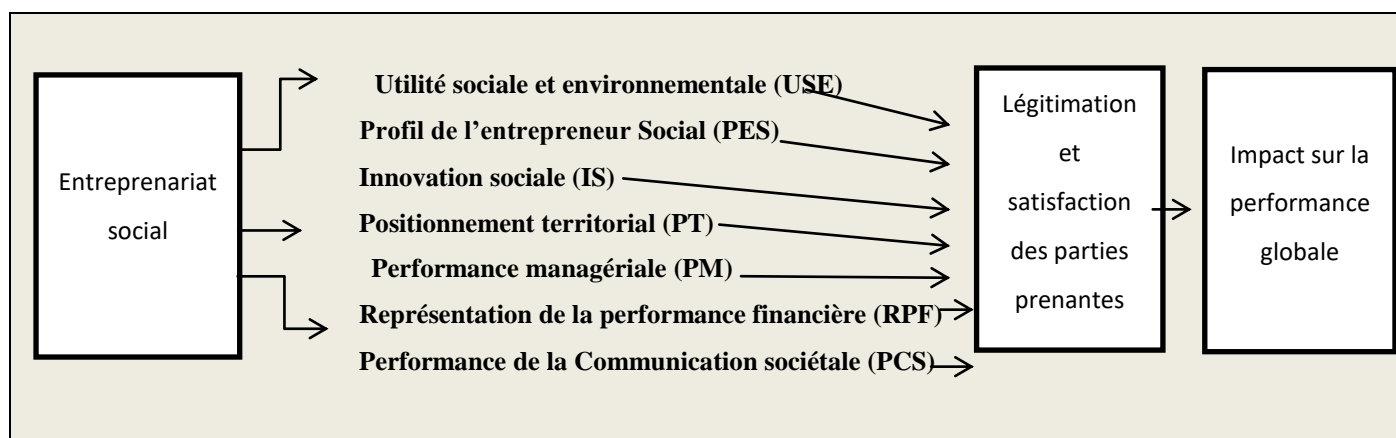 Entreprenariat
social
Utilité sociale et environnementale (USE)
Profil de l’entrepreneur Social (PES)
Innovation sociale (IS)
Positionnement territorial (PT)
Performance managériale (PM)
Représentation de la performance financière (RPF)
Performance de la Communication sociétale (PCS)
Légitimation
et
satisfaction
des parties
prenantes
Impact sur la
performance
globale